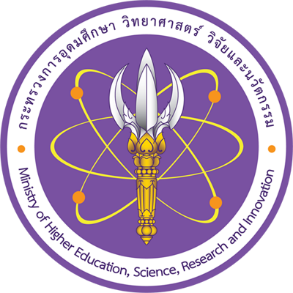 กระทรวงการอุดมศึกษา วิทยาศาสตร์ วิจัยและนวัตกรรม
Ministry of Higher Education, Science, Research and Innovation